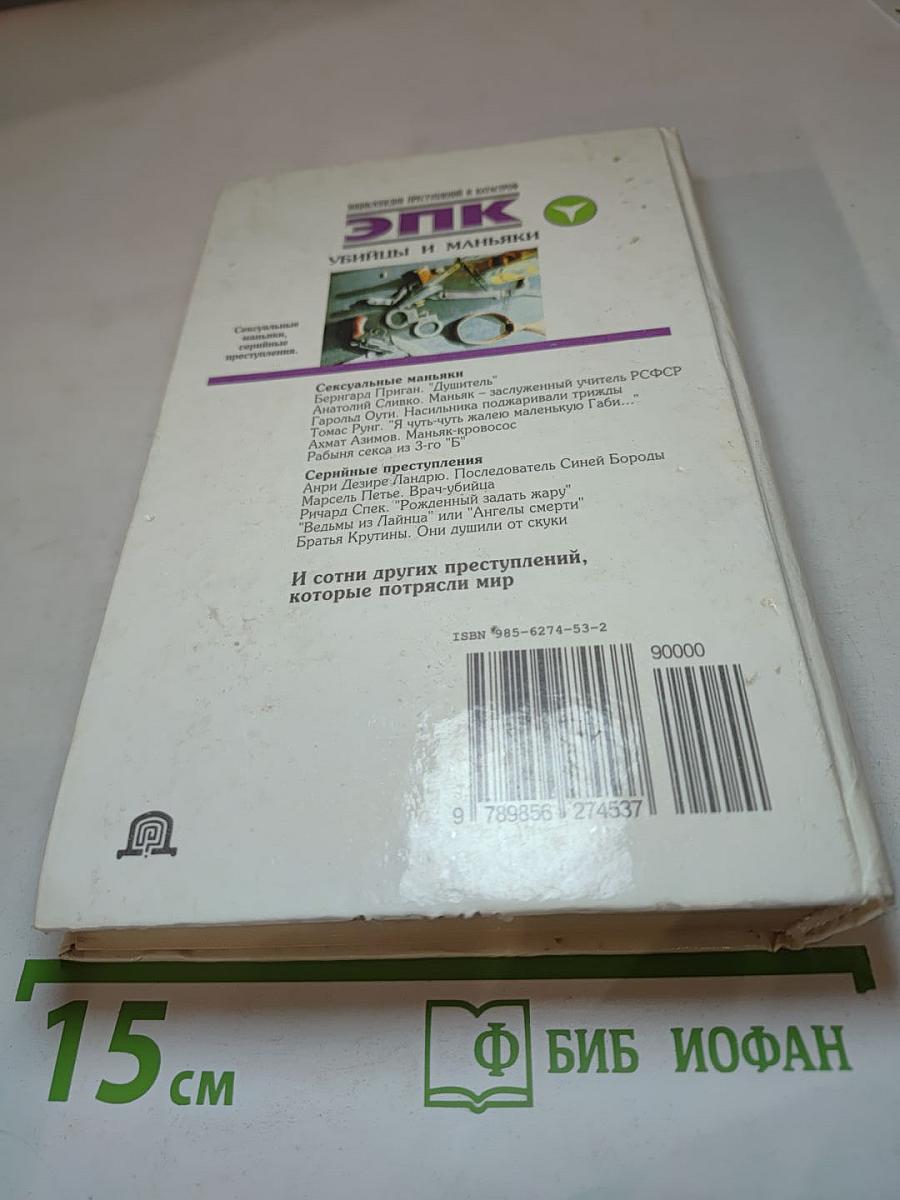 ЭНЦИКЛОПЕДИЯ ПРЕСТУПЛЕНИЙ И КАТАСТРОФ
ЭПК
УБИЙЦЫ И МАНЬЯКИ
Сексуальные
маньяки,
серийные
преступления.
Сексуальные маньяки
Бернгард Приган. "Душитель"
Анатолий Сливко. Маньяк – заслуженный учитель РСФСР
Гарольд Оути. Насильника поджаривали трижды
Томас Рунг. "Я чуть-чуть жалею маленькую Габи..."
Ахмат Азимов. Маньяк-кровосос
Рабыня секса из 3-го "Б"
Серийные преступления
Анри Дезире Ландрю. Последователь Синей Бороды
Марсель Петье. Врач-убийца
Ричард Спек. "Рожденный задать жару"
"Ведьмы из Лайнца" или "Ангелы смерти"
Братья Крутины. Они душили от скуки
И сотни других преступлений,
которые потрясли мир
ISBN 985-6274-53-2
90000
9 789856 274537
15 см
Ф БИБ ИОФАН